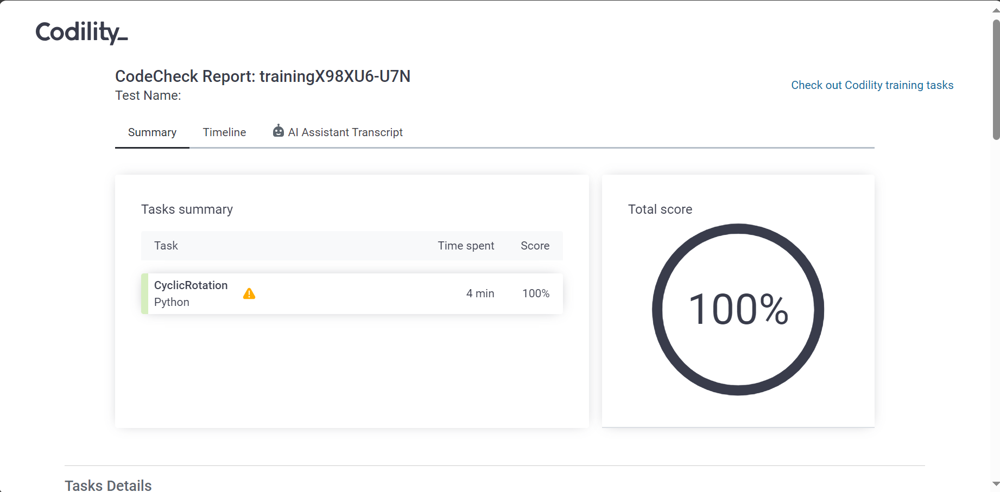 Codility_
CodeCheck Report: trainingX98XU6-U7N
Test Name:
Check out Codility training tasks
Summary
Timeline
AI Assistant Transcript
Tasks summary
Task Time spent Score
CyclicRotation
Python
4 min 100%
Total score
100%
Tasks Details